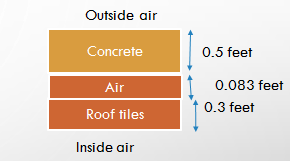 Outside air
Concrete
0.5 feet
Air
0.083 feet
Roof tiles
0.3 feet
Inside air